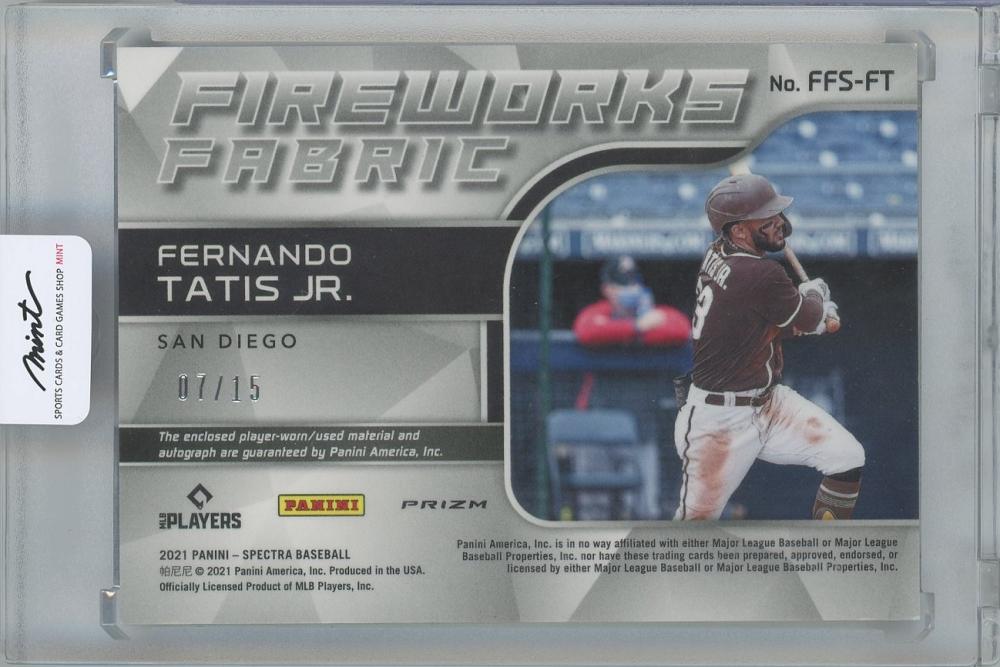 FIREWORKS
FABRIC
No. FFS-FT
FERNANDO
TATIS JR.
SAN DIEGO
07/15
The enclosed player-worn/used material and
autograph are guaranteed by Panini America, Inc.
MLB PLAYERS
PANINI
PRIZM
2021 PANINI – SPECTRA BASEBALL
帕尼尼 © 2021 Panini America, Inc. Produced in the USA.
Officially Licensed Product of MLB Players, Inc.
Panini America, Inc. is in no way affiliated with either Major League Baseball or Major League
Baseball Properties, Inc. nor have these trading cards been prepared, approved, endorsed, or
licensed by either Major League Baseball or Major League Baseball Properties, Inc.
mint
SPORTS CARDS & CARD GAMES SHOP MINT